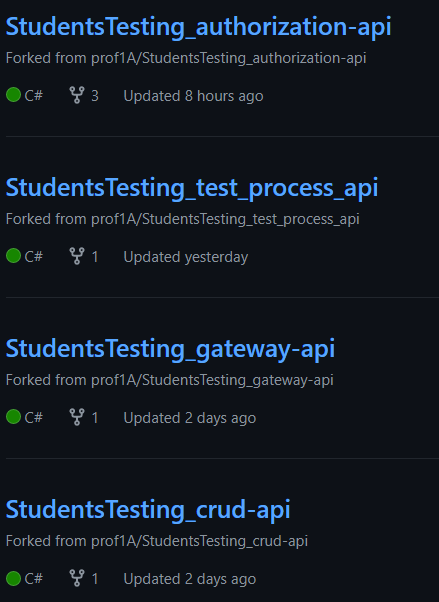 StudentsTesting_authorization-api
Forked from prof1A/StudentsTesting_authorization-api
C# 3 Updated 8 hours ago
StudentsTesting_test_process_api
Forked from prof1A/StudentsTesting_test_process_api
C# 1 Updated yesterday
StudentsTesting_gateway-api
Forked from prof1A/StudentsTesting_gateway-api
C# 1 Updated 2 days ago
StudentsTesting_crud-api
Forked from prof1A/StudentsTesting_crud-api
C# 1 Updated 2 days ago